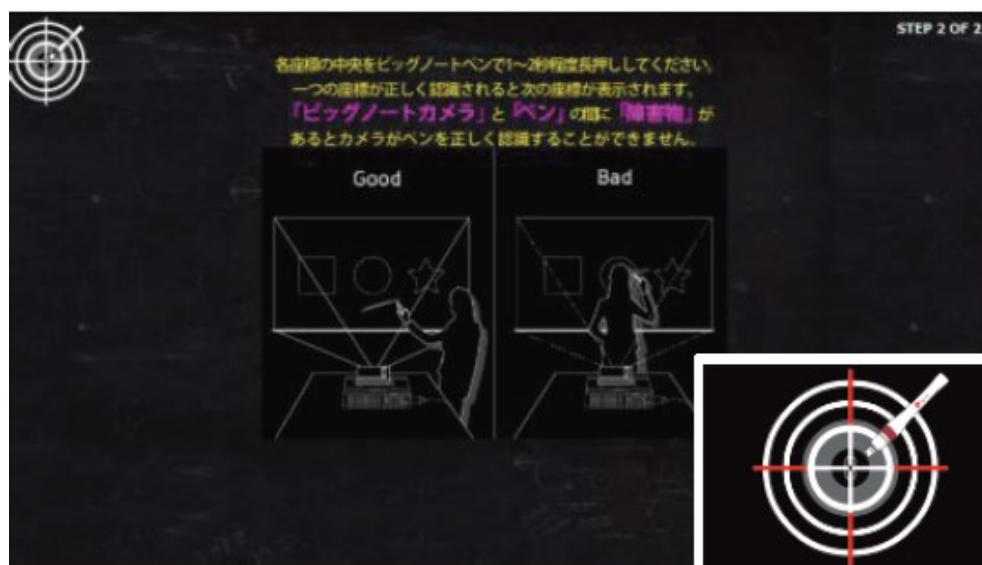 STEP 2 OF 2
各座標の中央をビッグノートペンで1〜2秒程度長押ししてください。
一つの座標が正しく認識されると次の座標が表示されます。
「ビッグノートカメラ」と「ペン」の間に「障害物」が
あるとカメラがペンを正しく認識することができません。
Good
Bad